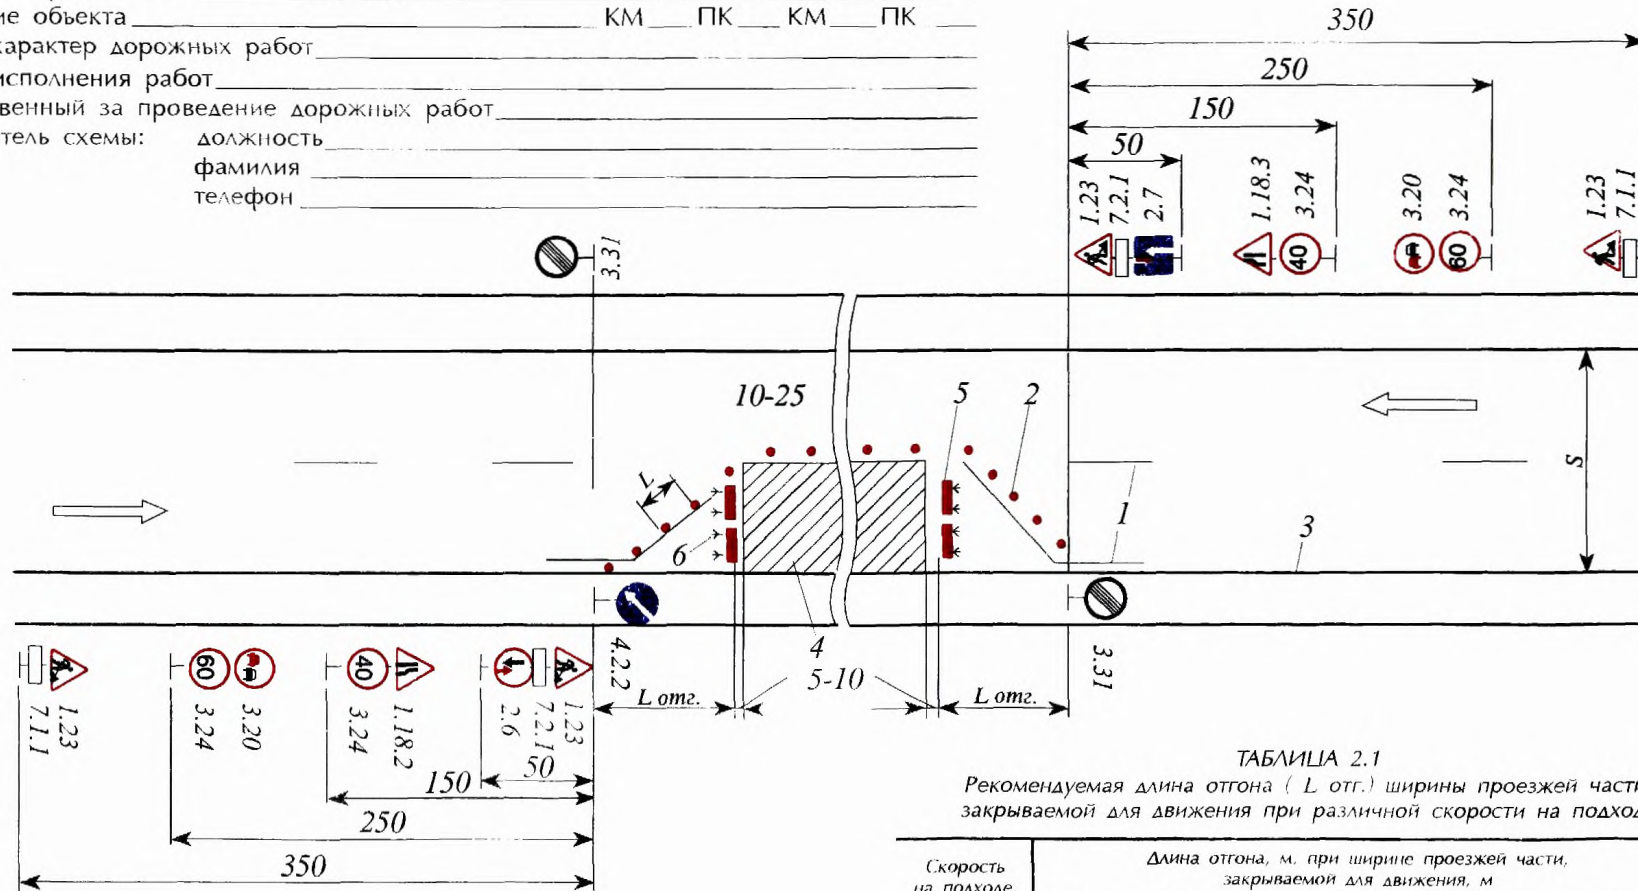 ие объекта КМ ПК КМ ПК
характер дорожных работ
исполнения работ
венный за проведение дорожных работ
тель схемы: должность
фамилия
телефон
350
250
150
50
1.23
7.2.1
2.7
1.18.3
3.24
3.20
3.24
1.23
7.1.1
40
60
3.31
10-25
5
2
S
L
1
6
3
4
5-10
L отг.
L отг.
4.2.2
3.31
60
40
7.1.1
1.23
3.24
3.20
3.24
1.18.2
2.6
7.2.1
1.23
50
150
250
350
ТАБЛИЦА 2.1
Рекомендуемая длина отгона ( L отг.) ширины проезжей части
закрываемой для движения при различной скорости на подход
Скорость
на подходе
Длина отгона, м. при ширине проезжей части,
закрываемой для движения, м